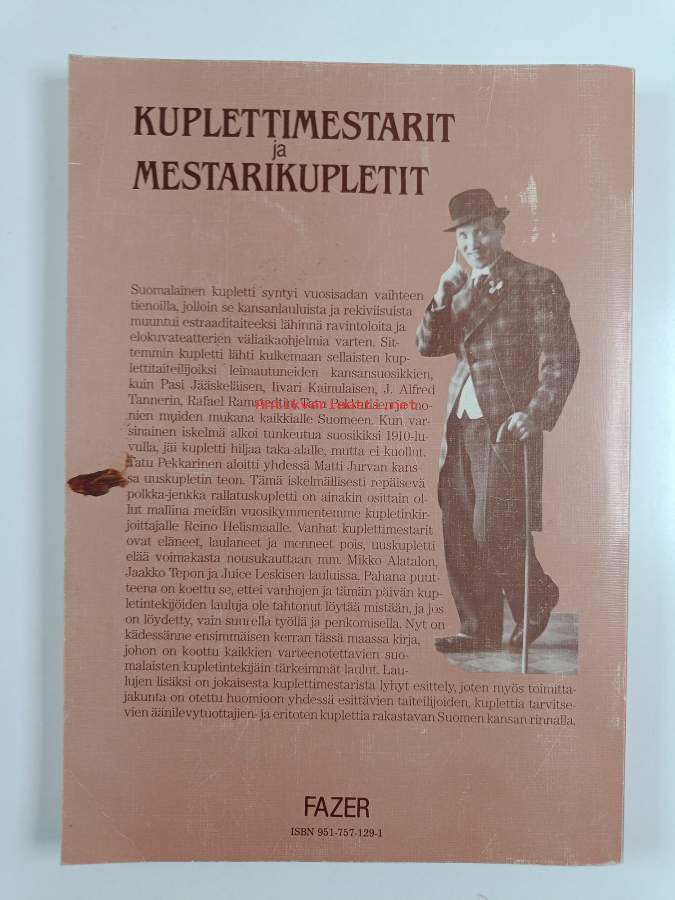 KUPLETTIMESTARIT
ja
MESTARIKUPLETIT
Suomalainen kupletti syntyi vuosisadan vaihteen
tienoilla, jolloin se kansanlauluista ja rekiviisuista
muuntui estraaditaiteeksi lähinnä ravintoloita ja
elokuvateatterien väliaikaohjelmia varten. Sit-
temmin kupletti lähti kulkemaan sellaisten kup-
lettitaiteilijoiksi leimautuneiden kansansuosikkien,
kuin Pasi Jääskeläisen, Iivari Kainulaisen, J. Alfred
Tannerin, Rafael Ramstedtin, Tatu Pekkarisen ja mo-
nien muiden mukana kaikkialle Suomeen. Kun var-
sinainen iskelmä alkoi tunkeutua suosikiksi 1910-lu-
vulla, jäi kupletti hiljaa taka-alalle, mutta ei kuollut.
Tatu Pekkarinen aloitti yhdessä Matti Jurvan kans-
sa uuskupletin teon. Tämä iskelmällisesti repäisevä
polkka-jenkka rallatuskupletti on ainakin osittain ol-
lut mallina meidän vuosikymmentemme kupletinkir-
joittajalle Reino Helismaalle. Vanhat kuplettimestarit
ovat eläneet, laulaneet ja menneet pois, uuskupletti
elää voimakasta nousukauttaan mm. Mikko Alatalon,
Jaakko Tepon ja Juice Leskisen lauluissa. Pahana puut-
teena on koettu se, ettei vanhojen ja tämän päivän kup-
letintekijöiden lauluja ole tahtonut löytää mistään, ja jos
on löydetty, vain suurella työllä ja penkomisella. Nyt on
kädessänne ensimmäisen kerran tässä maassa kirja,
johon on koottu kaikkien varteenotettavien suo-
malaisten kupletintekijäin tärkeimmät laulut. Lau-
lujen lisäksi on jokaisesta kuplettimestarista lyhyt esittely, joten myös toimitta-
jakunta on otettu huomioon yhdessä esittävien taiteilijoiden, kuplettia tarvitse-
vien äänilevytuottajien- ja eritoten kuplettia rakastavan Suomen kansan rinnalla.
FAZER
ISBN 951-757-129-1